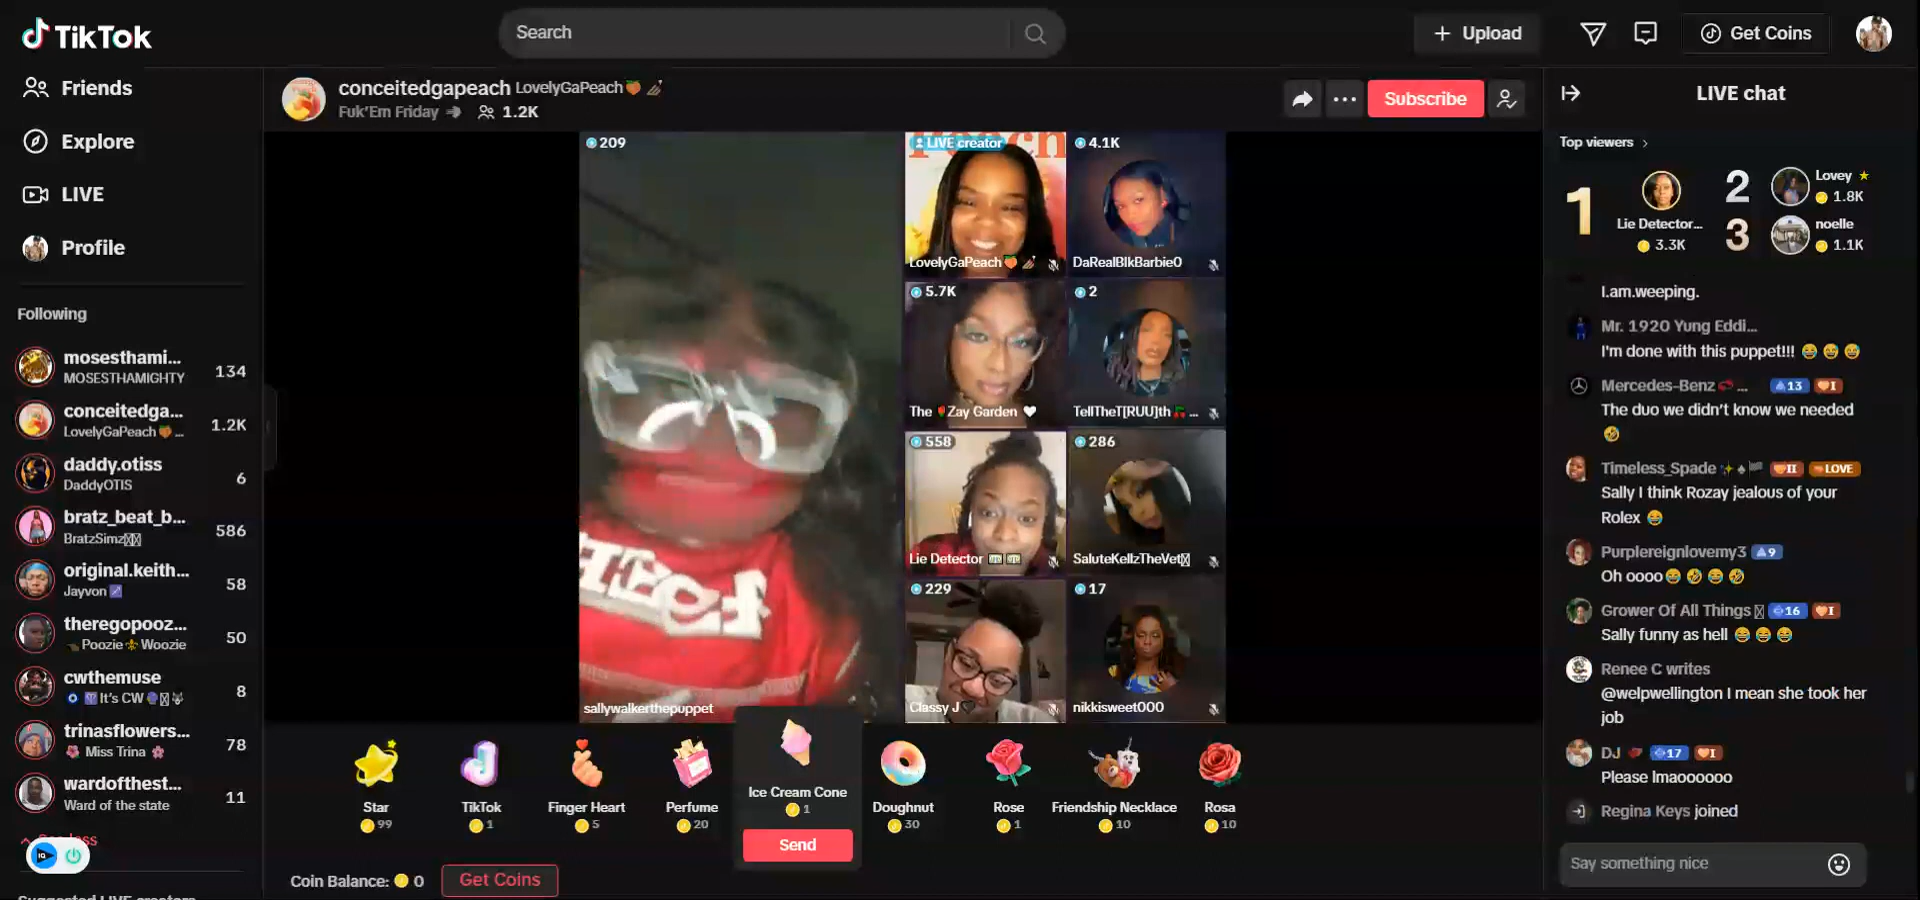 TikTok
Search
Upload
Get Coins
Friends
Explore
LIVE
Profile
Following
mosesthami...
MOSESTHAMIGHTY
134
conceitedga...
LovelyGaPeach🍑...
1.2K
daddy.otiss
DaddyOTIS
6
bratz_beat_b...
BratzSimz
586
original.keith...
Jayvon
58
theregopooz...
Poozie⚜Woozie
50
cwthemuse
It's CW
8
trinasflowers...
🌸 Miss Trina 🌸
78
wardofthest...
Ward of the state
11
See less
conceitedgapeach LovelyGaPeach🍑💅🏾
Fuk'Em Friday
1.2K
Subscribe
209
sallywalkerthepuppet
LIVE creator
LovelyGaPeach🍑💅🏾
4.1K
DaRealBlkBarbie0
5.7K
The 🌹Zay Garden 🤍
2
TellTheT[RUU]th🍒 ...
558
Lie Detector
286
SaluteKellzTheVet
229
Classy J
17
nikkisweet000
Star
99
TikTok
1
Finger Heart
5
Perfume
20
Ice Cream Cone
1
Send
Doughnut
30
Rose
1
Friendship Necklace
10
Rosa
10
Coin Balance: 0
Get Coins
LIVE chat
Top viewers
1
Lie Detector...
3.3K
2
Lovey ⭐
1.8K
3
noelle
1.1K
I.am.weeping.
Mr. 1920 Yung Eddi...
I'm done with this puppet!!! 😂 😅 😅
Mercedes-Benz ... 13 I
The duo we didn't know we needed
🤣
Timeless_Spade II LOVE
Sally I think Rozay jealous of your
Rolex 😂
Purplereignlovemy3 9
Oh oooo😂 🤣 😂 🤣
Grower Of All Things 16 I
Sally funny as hell 😂 😂 😂
Renee C writes
@welpwellington I mean she took her
job
DJ 17 I
Please lmaoooooo
Regina Keys joined
Say something nice